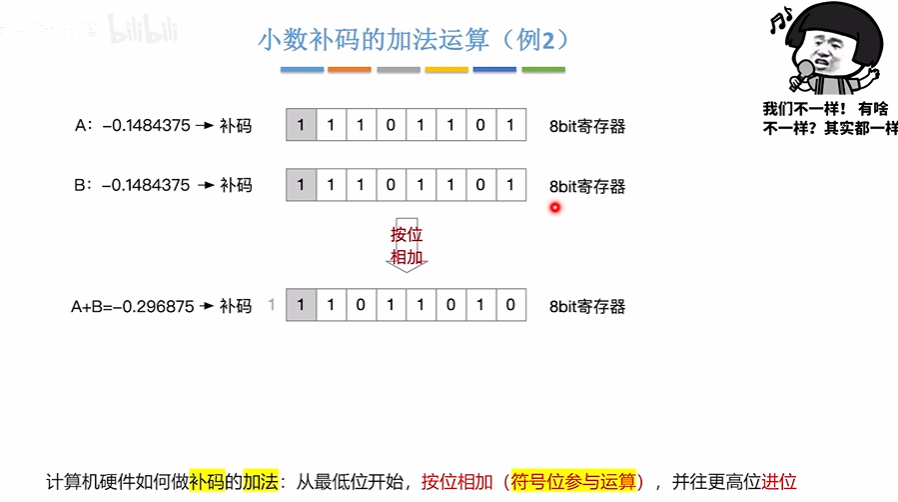 bilibili
小数补码的加法运算（例2）
我们不一样！ 有啥
不一样？其实都一样
A：-0.1484375 → 补码 1 1 1 0 1 1 0 1 8bit寄存器
B：-0.1484375 → 补码 1 1 1 0 1 1 0 1 8bit寄存器
按位
相加
A+B=-0.296875 → 补码 1 1 1 0 1 1 0 1 0 8bit寄存器
计算机硬件如何做补码的加法：从最低位开始，按位相加（符号位参与运算），并往更高位进位